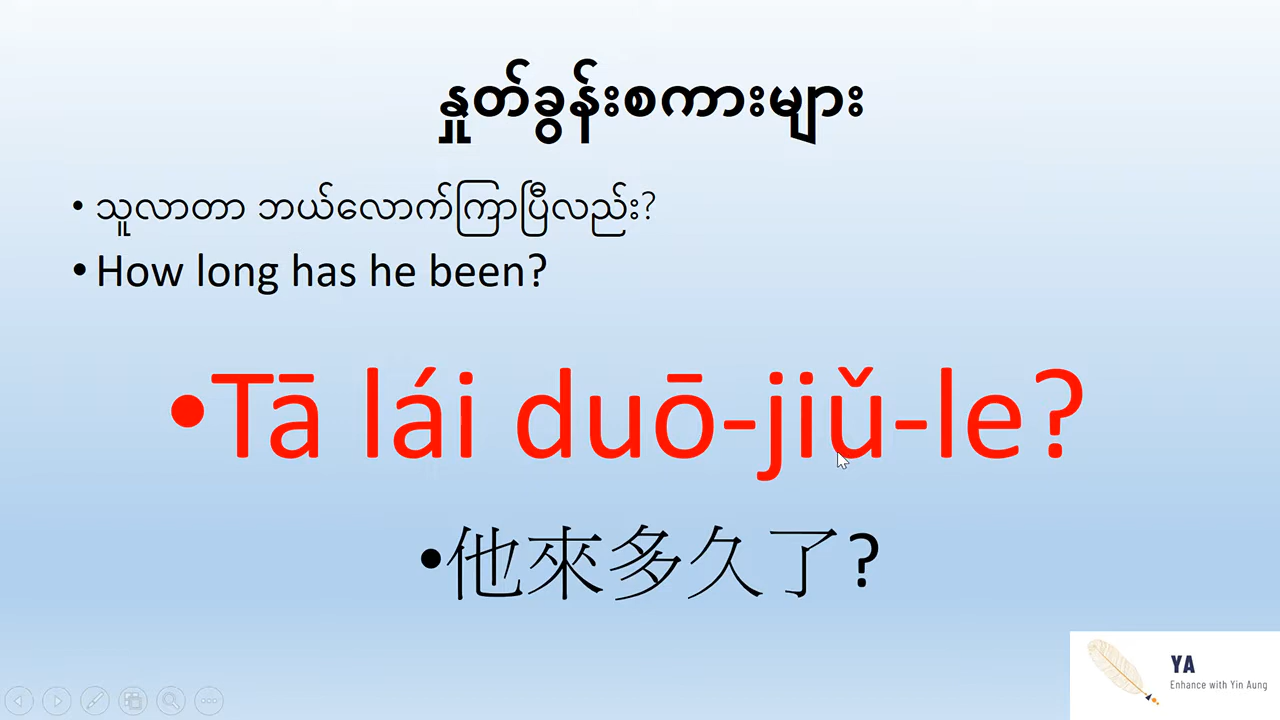 နှုတ်ခွန်းစကားများ
• သူလာတာ ဘယ်လောက်ကြာပြီလည်း?
• How long has he been?
• Tā lái duō-jiǔ-le?
• 他來多久了?
YA
Enhance with Yin Aung